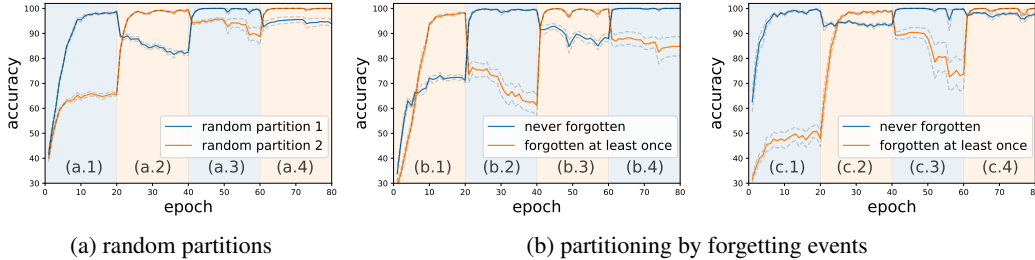 100
90
80
70
60
50
40
30
accuracy
random partition 1
random partition 2
(a.1) (a.2) (a.3) (a.4)
0 10 20 30 40 50 60 70 80
epoch
(a) random partitions
100
90
80
70
60
50
40
30
accuracy
never forgotten
forgotten at least once
(b.1) (b.2) (b.3) (b.4)
0 10 20 30 40 50 60 70 80
epoch
100
90
80
70
60
50
40
30
accuracy
never forgotten
forgotten at least once
(c.1) (c.2) (c.3) (c.4)
0 10 20 30 40 50 60 70 80
epoch
(b) partitioning by forgetting events